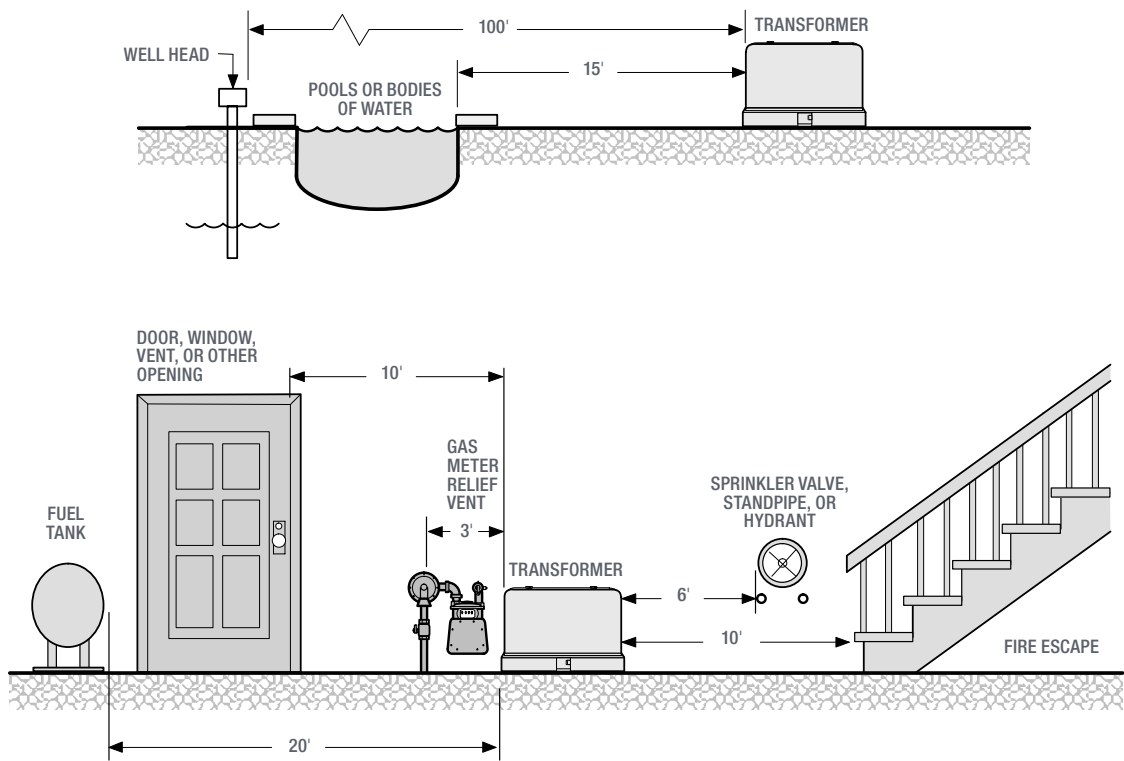 100'
TRANSFORMER
WELL HEAD
15'
POOLS OR BODIES
OF WATER
DOOR, WINDOW,
VENT, OR OTHER
OPENING
10'
GAS
METER
RELIEF
VENT
SPRINKLER VALVE,
STANDPIPE, OR
HYDRANT
FUEL
TANK
3'
TRANSFORMER
6'
10'
FIRE ESCAPE
20'